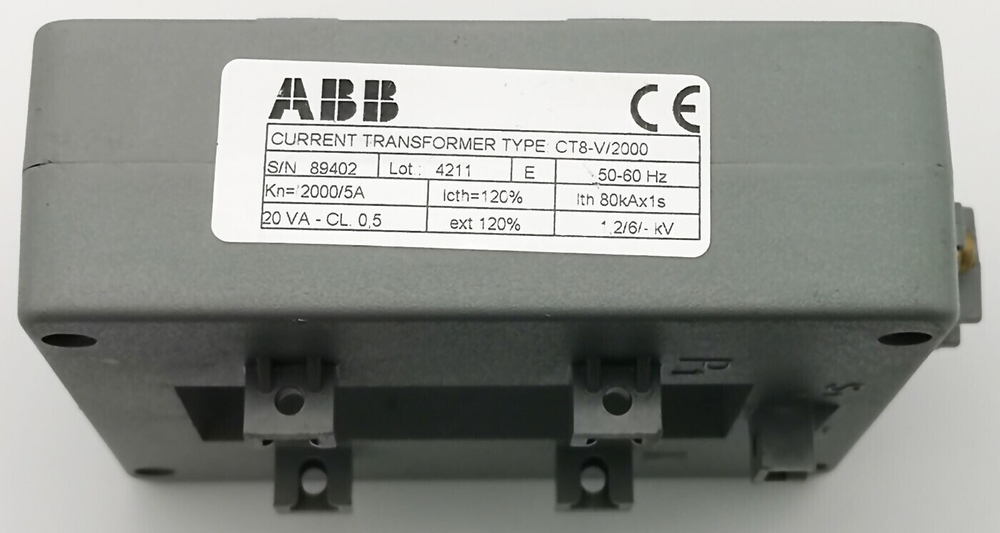 ABB
CE
CURRENT TRANSFORMER TYPE: CT8-V/2000
S/N 89402 Lot: 4211 E 50-60 Hz
Kn= 2000/5A Icth=120% Ith 80kAx1s
20 VA - CL. 0,5 ext 120% 1,2/6/- kV
P1